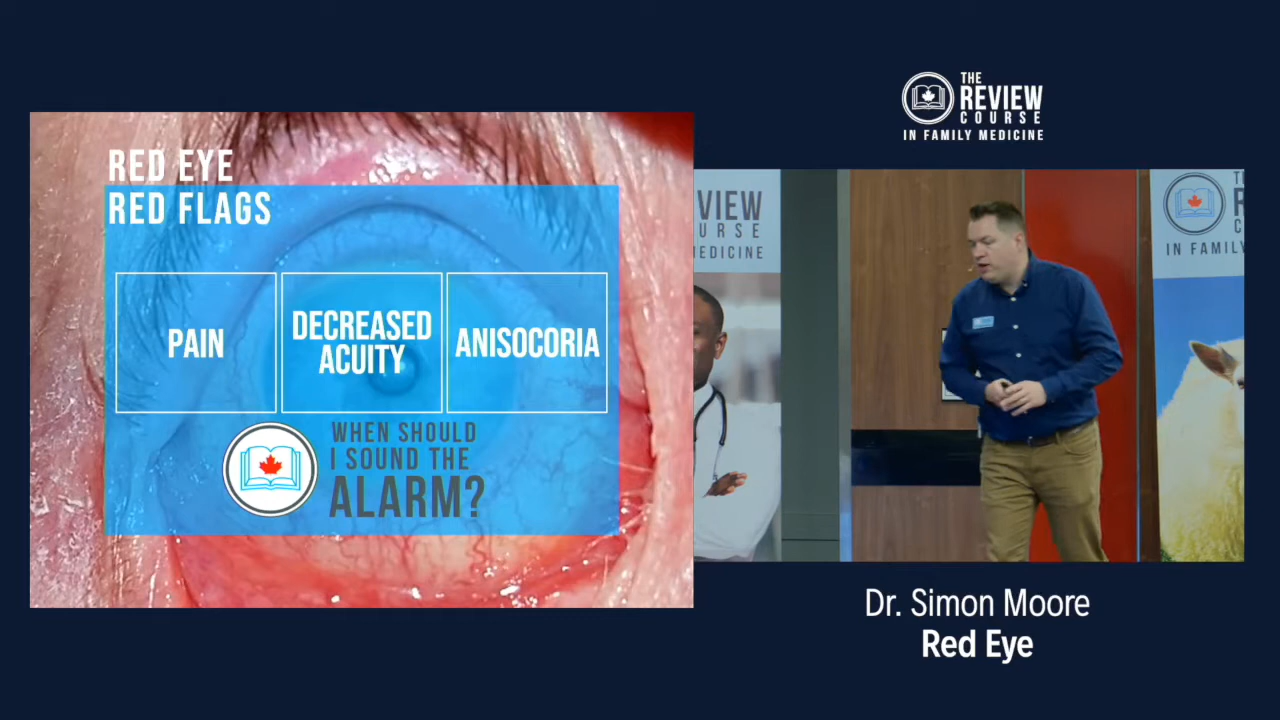 THE
REVIEW
COURSE
IN FAMILY MEDICINE
RED EYE
RED FLAGS
PAIN
DECREASED
ACUITY
ANISOCORIA
WHEN SHOULD
I SOUND THE
ALARM?
VIEW
URSE
EDICINE
IN FAMILY
Dr. Simon Moore
Red Eye